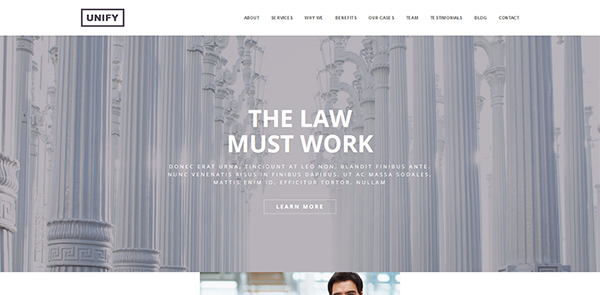 UNIFY
ABOUT SERVICES WHY WE BENEFITS OUR CASES TEAM TESTIMONIALS BLOG CONTACT
THE LAW
MUST WORK
DONEC ERAT URNA, TINCIDUNT AT LEO NON, BLANDIT FINIBUS ANTE.
NUNC VENENATIS RISUS IN FINIBUS DAPIBUS. UT AC MASSA SODALES,
MATTIS ENIM ID, EFFICITUR TORTOR. NULLAM
LEARN MORE